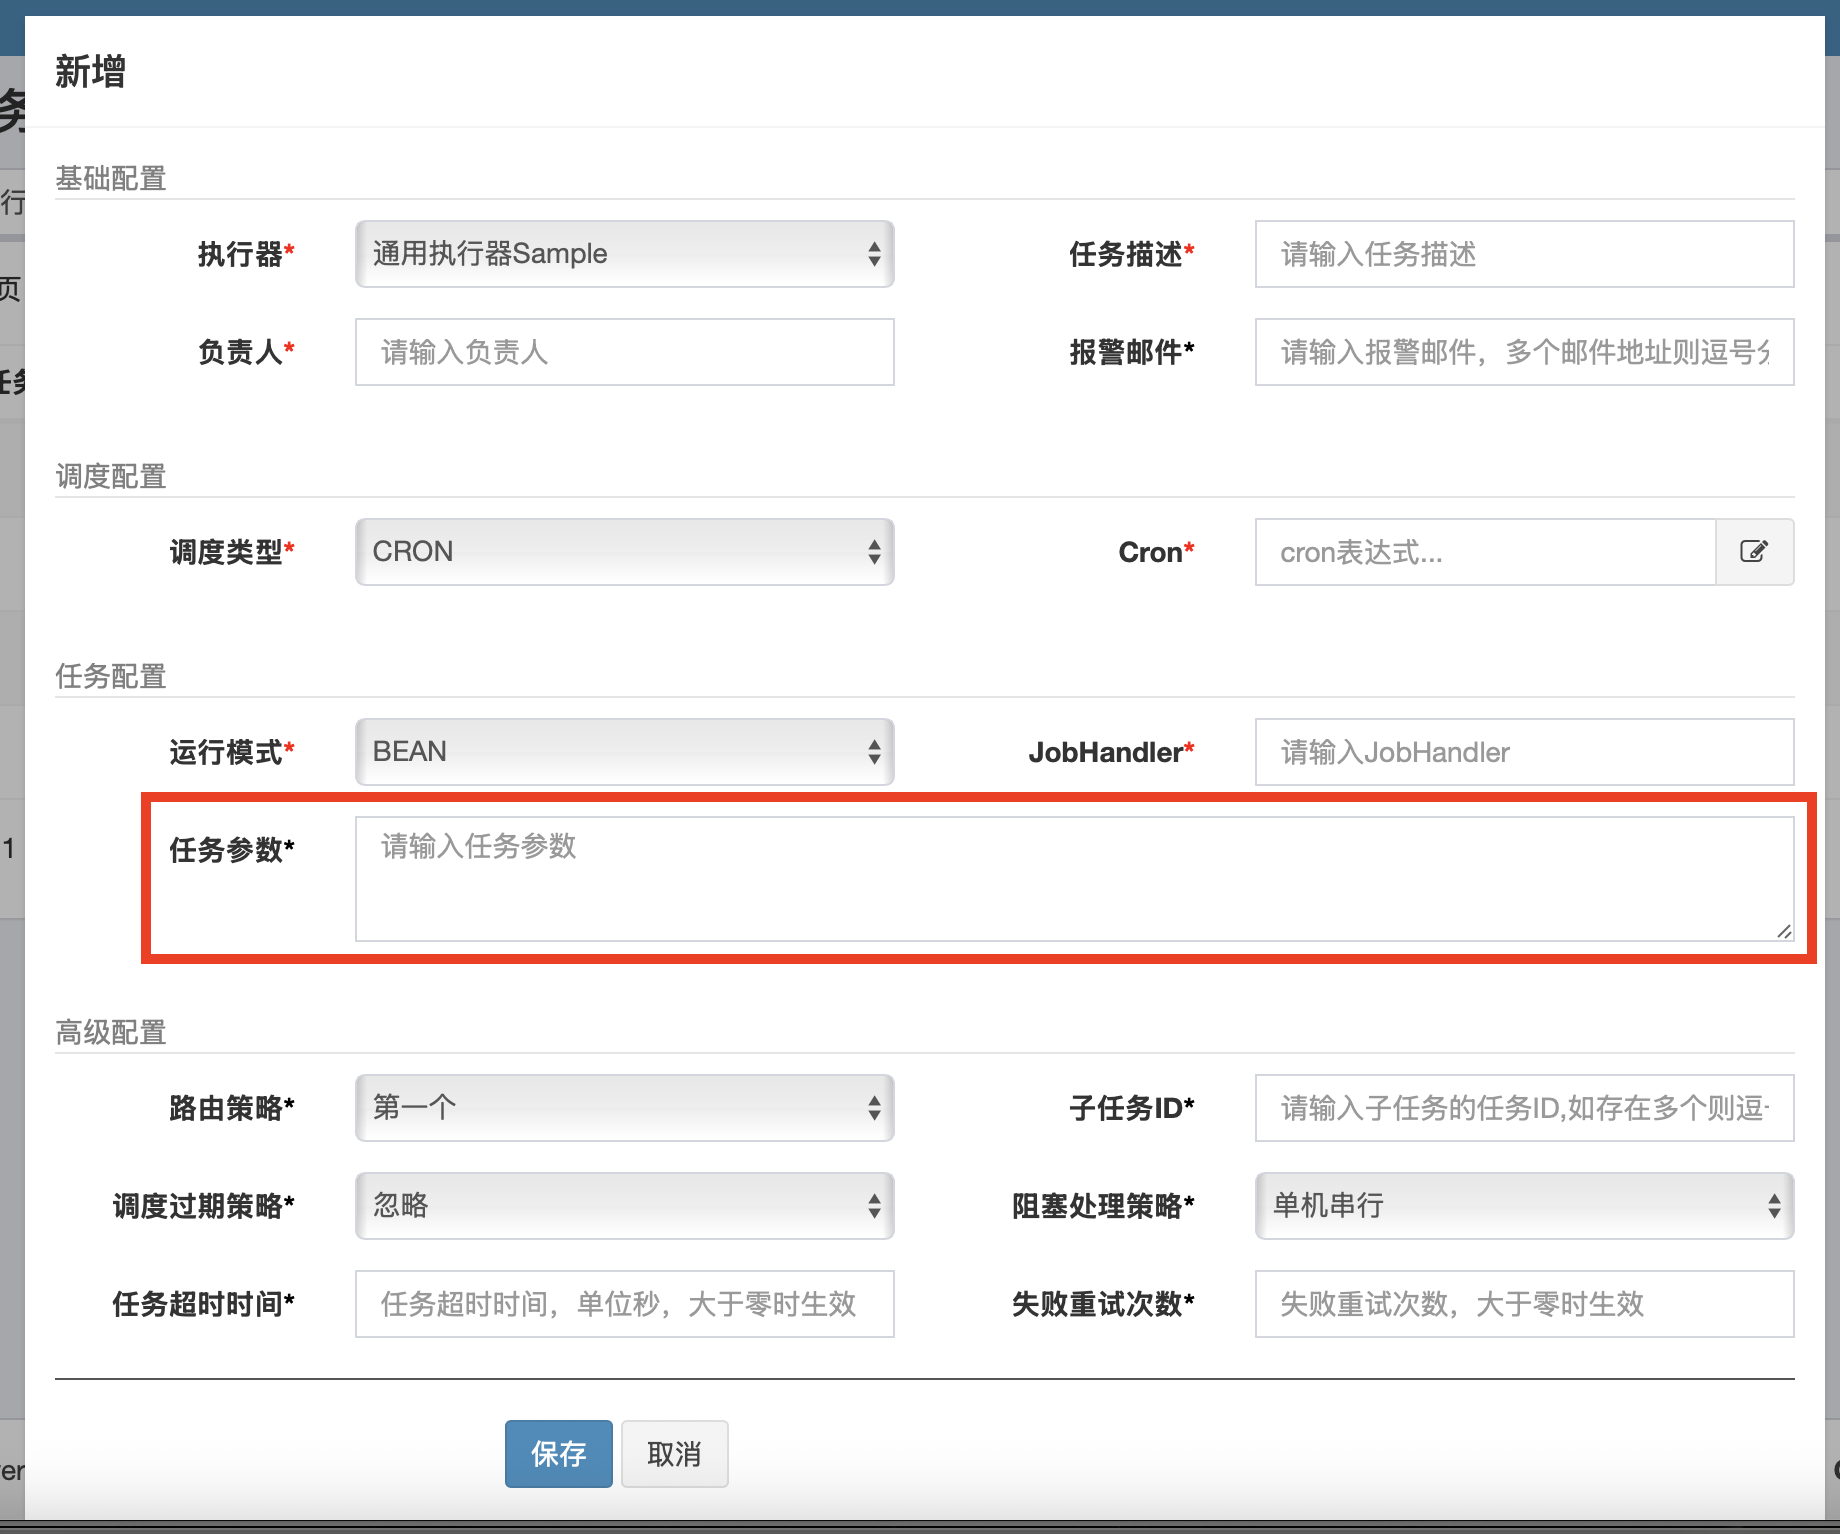 新增
基础配置
执行器* 通用执行器Sample 任务描述* 请输入任务描述
负责人* 请输入负责人 报警邮件* 请输入报警邮件，多个邮件地址则逗号分
调度配置
调度类型* CRON Cron* cron表达式...
任务配置
运行模式* BEAN JobHandler* 请输入JobHandler
任务参数* 请输入任务参数
高级配置
路由策略* 第一个 子任务ID* 请输入子任务的任务ID,如存在多个则逗
调度过期策略* 忽略 阻塞处理策略* 单机串行
任务超时时间* 任务超时时间，单位秒，大于零时生效 失败重试次数* 失败重试次数，大于零时生效
保存 取消
务
行
页
任务
1
er